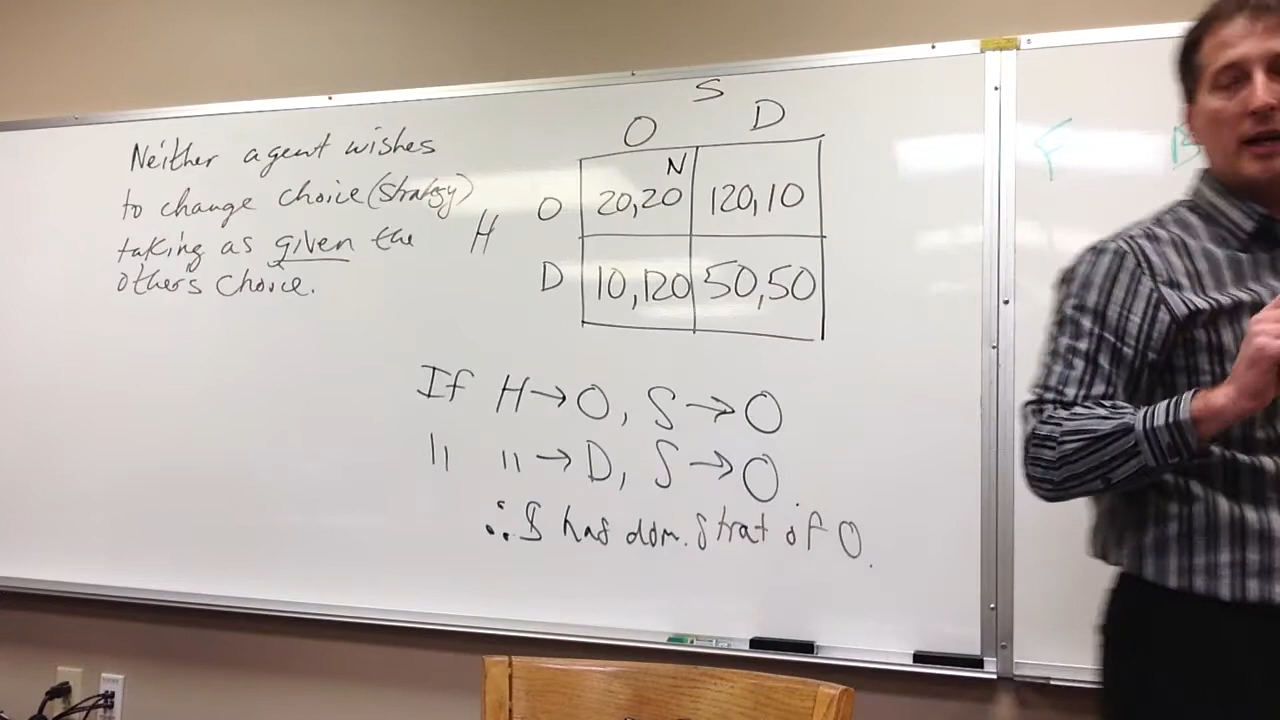 Neither agent wishes
to change choice (strategy)
taking as given the
others choice.
S
O D
N
H
O 20,20 120,10
D 10,120 50,50
If H→O, S→O
" " →D, S→O
∴ S has dom. strat of O.
F B